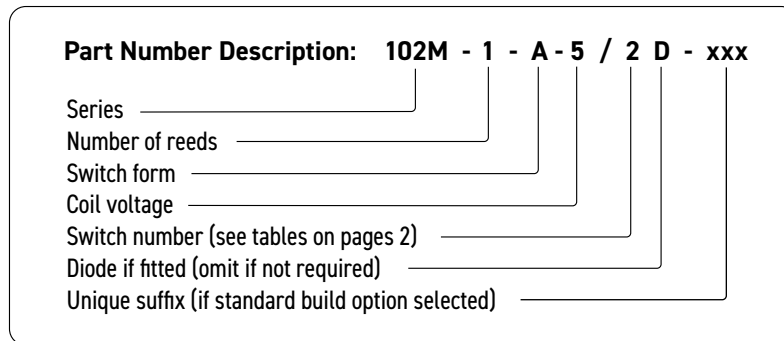 Part Number Description: 102M - 1 - A - 5 / 2 D - xxx
Series
Number of reeds
Switch form
Coil voltage
Switch number (see tables on pages 2)
Diode if fitted (omit if not required)
Unique suffix (if standard build option selected)